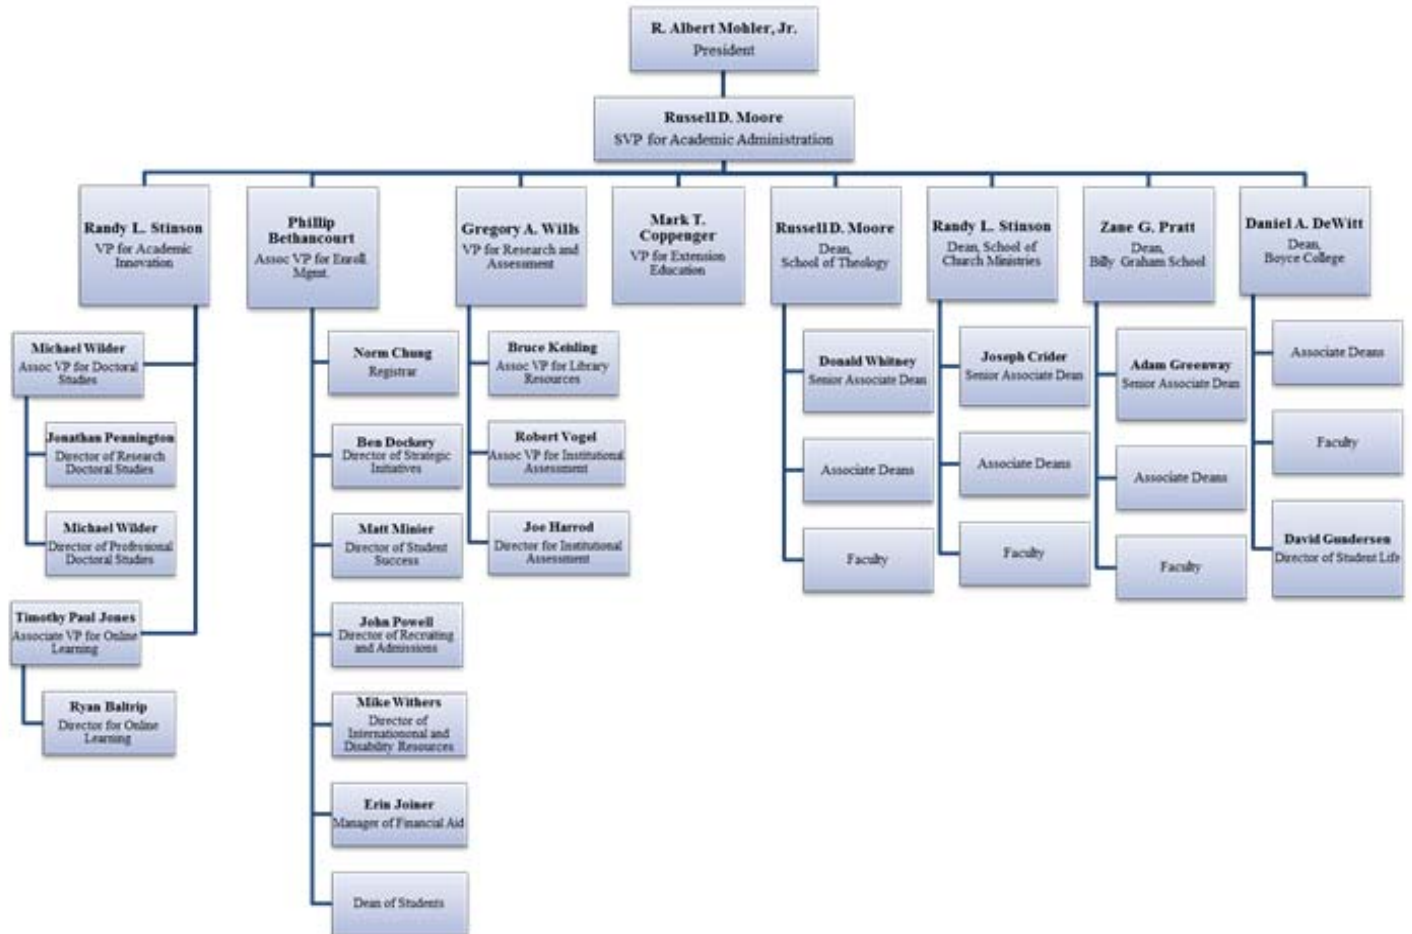 R. Albert Mohler, Jr.
President
Russell D. Moore
SVP for Academic Administration
Randy L. Stinson
VP for Academic
Innovation
Phillip
Bethancourt
Assoc VP for Enroll.
Mgmt.
Gregory A. Wills
VP for Research and
Assessment
Mark T.
Coppenger
VP for Extension
Education
Russell D. Moore
Dean,
School of Theology
Randy L. Stinson
Dean, School of
Church Ministries
Zane G. Pratt
Dean,
Billy Graham School
Daniel A. DeWitt
Dean,
Boyce College
Michael Wilder
Assoc VP for Doctoral
Studies
Jonathan Pennington
Director of Research
Doctoral Studies
Michael Wilder
Director of Professional
Doctoral Studies
Timothy Paul Jones
Associate VP for Online
Learning
Ryan Baltrip
Director for Online
Learning
Norm Chung
Registrar
Ben Dockery
Director of Strategic
Initiatives
Matt Minier
Director of Student
Success
John Powell
Director of Recruiting
and Admissions
Mike Withers
Director of
Internationonal and
Disability Resources
Erin Joiner
Manager of Financial Aid
Dean of Students
Bruce Keisling
Assoc VP for Library
Resources
Robert Vogel
Assoc VP for Institutional
Assessment
Joe Harrod
Director for Institutional
Assessment
Donald Whitney
Senior Associate Dean
Associate Deans
Faculty
Joseph Crider
Senior Associate Dean
Associate Deans
Faculty
Adam Greenway
Senior Associate Dean
Associate Deans
Faculty
Associate Deans
Faculty
David Gundersen
Director of Student Life